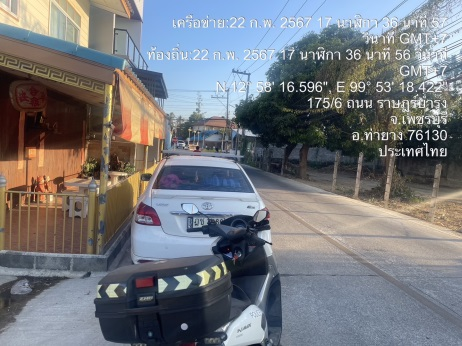 เครือข่าย:22 ก.พ. 2567 17 นาฬิกา 36 นาที 57
วินาที GMT+7
ท้องถิ่น:22 ก.พ. 2567 17 นาฬิกา 36 นาที 56 วินาที
GMT+7
N 12° 58' 16.596", E 99° 53' 18.422"
175/6 ถนน ราษฎร์บำรุง
จ.เพชรบุรี
อ.ท่ายาง 76130
ประเทศไทย